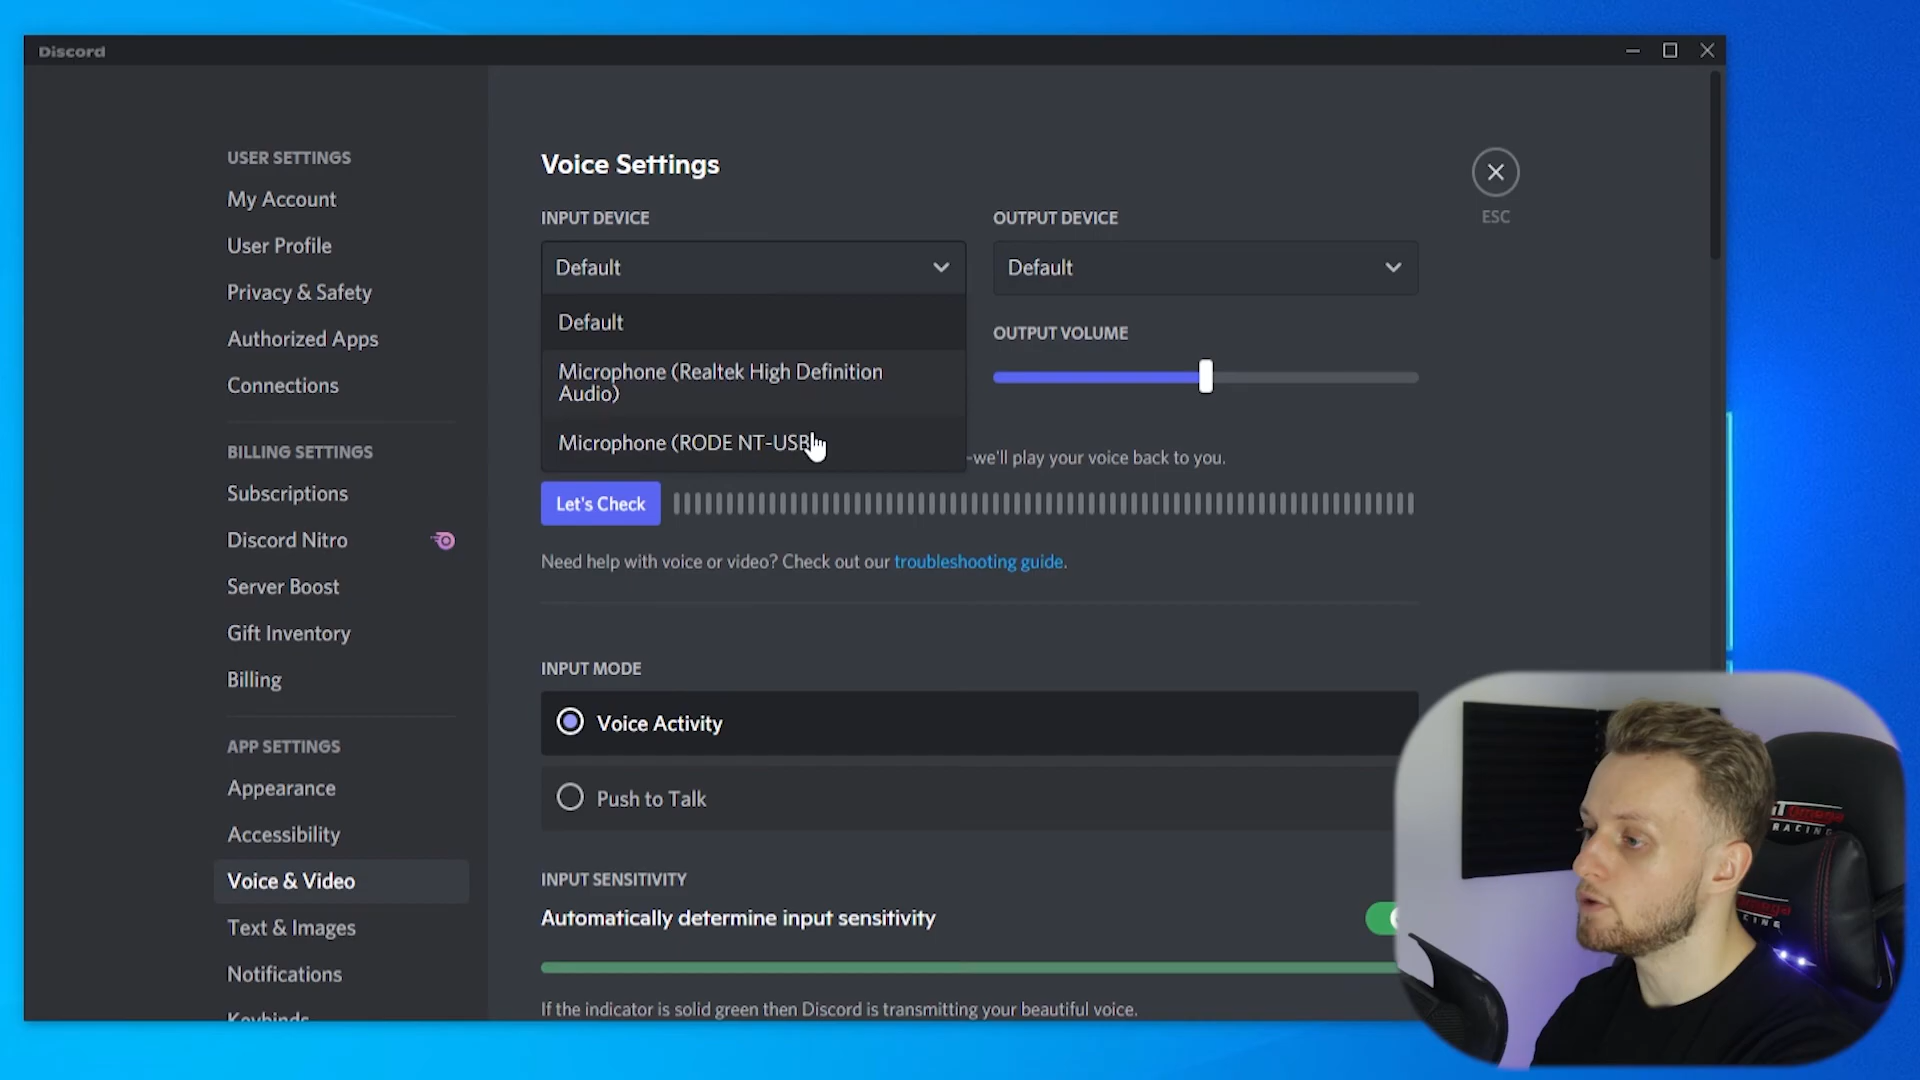 Discord
USER SETTINGS
My Account
User Profile
Privacy & Safety
Authorized Apps
Connections
BILLING SETTINGS
Subscriptions
Discord Nitro
Server Boost
Gift Inventory
Billing
APP SETTINGS
Appearance
Accessibility
Voice & Video
Text & Images
Notifications
Keybinds
Voice Settings
INPUT DEVICE
Default
Default
Microphone (Realtek High Definition
Audio)
Microphone (RODE NT-USB)
OUTPUT DEVICE
Default
OUTPUT VOLUME
-we'll play your voice back to you.
Let's Check
Need help with voice or video? Check out our troubleshooting guide.
INPUT MODE
Voice Activity
Push to Talk
INPUT SENSITIVITY
Automatically determine input sensitivity
If the indicator is solid green then Discord is transmitting your beautiful voice.
ESC
Omega
RACING